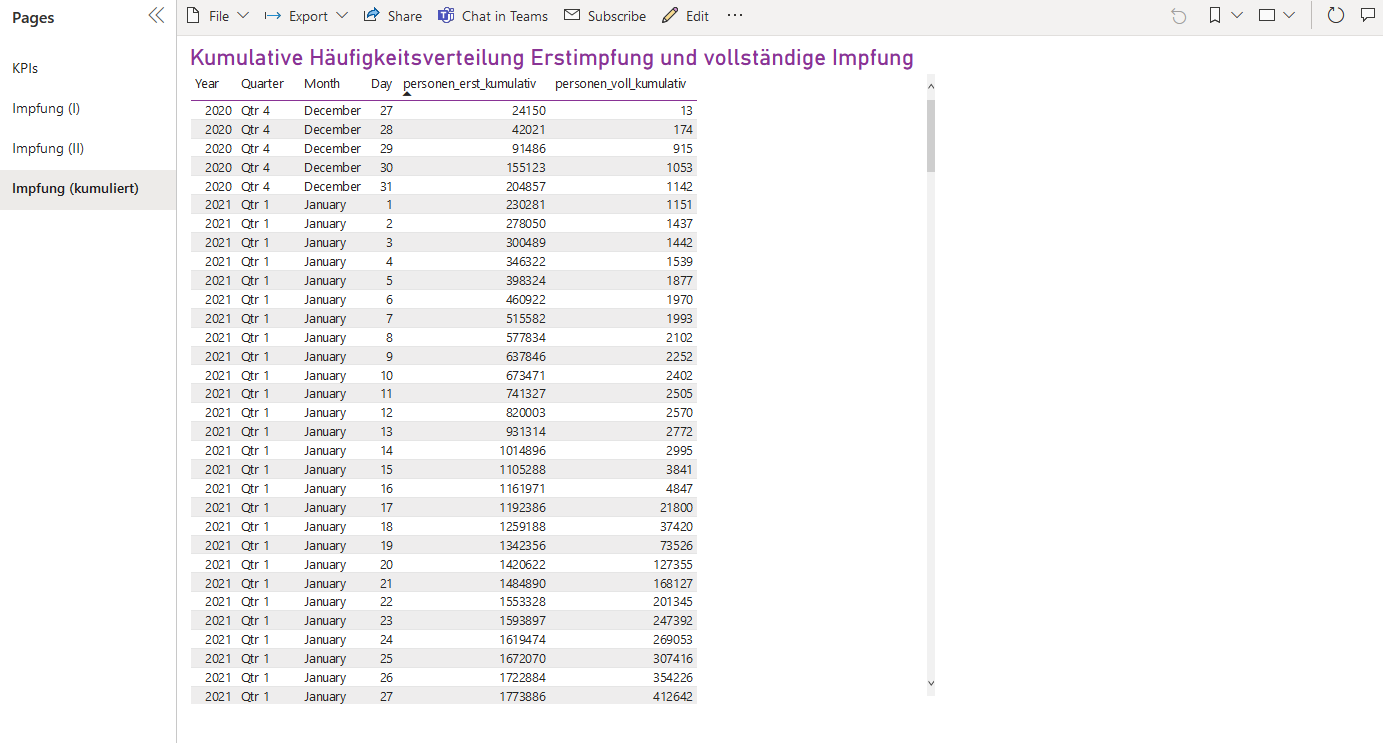 Pages
KPIs
Impfung (I)
Impfung (II)
Impfung (kumuliert)
File Export Share Chat in Teams Subscribe Edit ...
Kumulative Häufigkeitsverteilung Erstimpfung und vollständige Impfung
Year Quarter Month Day personen_erst_kumulativ personen_voll_kumulativ
2020 Qtr 4 December 27 24150 13
2020 Qtr 4 December 28 42021 174
2020 Qtr 4 December 29 91486 915
2020 Qtr 4 December 30 155123 1053
2020 Qtr 4 December 31 204857 1142
2021 Qtr 1 January 1 230281 1151
2021 Qtr 1 January 2 278050 1437
2021 Qtr 1 January 3 300489 1442
2021 Qtr 1 January 4 346322 1539
2021 Qtr 1 January 5 398324 1877
2021 Qtr 1 January 6 460922 1970
2021 Qtr 1 January 7 515582 1993
2021 Qtr 1 January 8 577834 2102
2021 Qtr 1 January 9 637846 2252
2021 Qtr 1 January 10 673471 2402
2021 Qtr 1 January 11 741327 2505
2021 Qtr 1 January 12 820003 2570
2021 Qtr 1 January 13 931314 2772
2021 Qtr 1 January 14 1014896 2995
2021 Qtr 1 January 15 1105288 3841
2021 Qtr 1 January 16 1161971 4847
2021 Qtr 1 January 17 1192386 21800
2021 Qtr 1 January 18 1259188 37420
2021 Qtr 1 January 19 1342356 73526
2021 Qtr 1 January 20 1420622 127355
2021 Qtr 1 January 21 1484890 168127
2021 Qtr 1 January 22 1553328 201345
2021 Qtr 1 January 23 1593897 247392
2021 Qtr 1 January 24 1619474 269053
2021 Qtr 1 January 25 1672070 307416
2021 Qtr 1 January 26 1722884 354226
2021 Qtr 1 January 27 1773886 412642